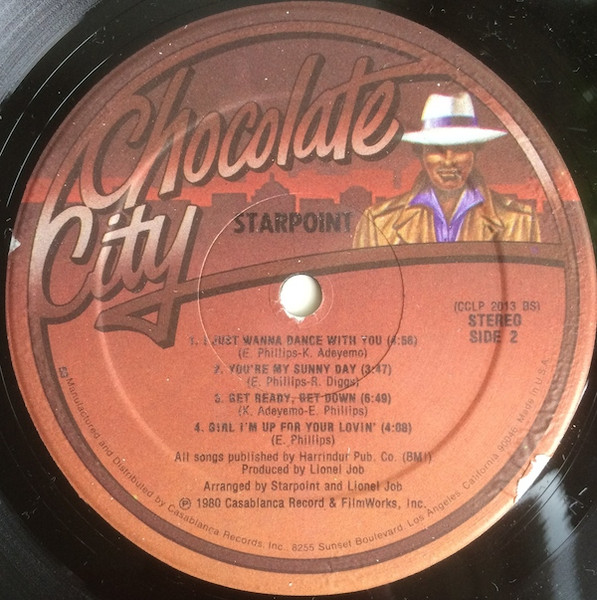 Chocolate
City
STARPOINT
(CCLP 2013 BS)
STEREO
SIDE 2
1. I JUST WANNA DANCE WITH YOU (4:58)
(E. Phillips-K. Adeyemo)
2. YOU'RE MY SUNNY DAY (3:47)
(E. Phillips-R. Diggs)
3. GET READY, GET DOWN (6:49)
(K. Adeyemo-E. Phillips)
4. GIRL I'M UP FOR YOUR LOVIN' (4:08)
(E. Phillips)
All songs published by Harrindur Pub. Co. (BMI)
Produced by Lionel Job
Arranged by Starpoint and Lionel Job
℗ 1980 Casablanca Record & FilmWorks, Inc.
Manufactured and Distributed by Casablanca Records, Inc., 8255 Sunset Boulevard, Los Angeles, California 90046, Made in U.S.A.